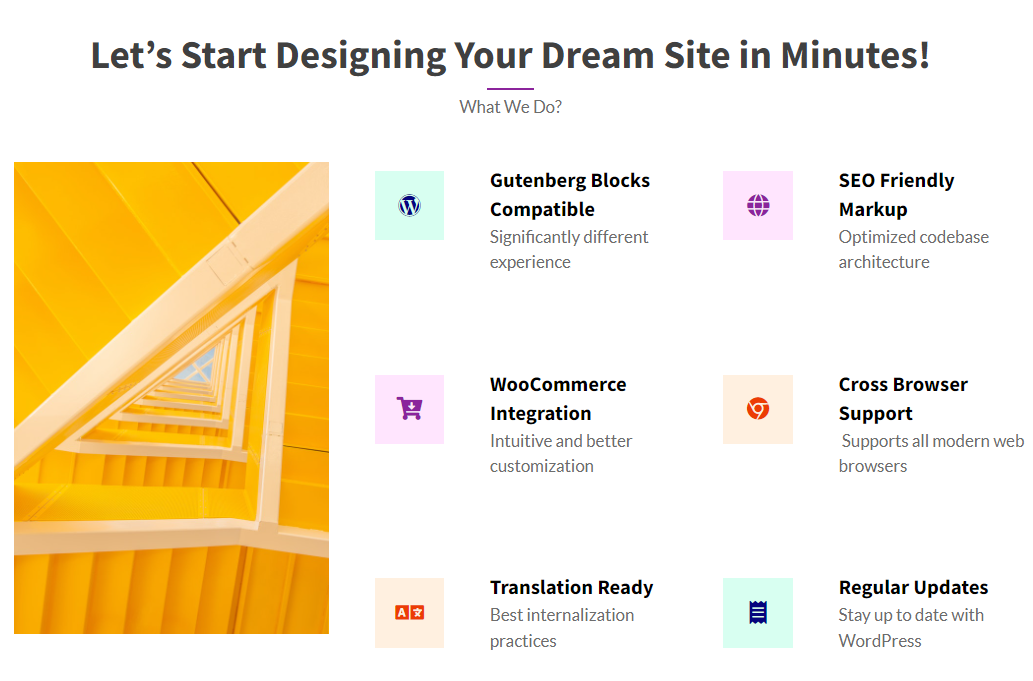 Let’s Start Designing Your Dream Site in Minutes!
What We Do?
Gutenberg Blocks
Compatible
Significantly different
experience
SEO Friendly
Markup
Optimized codebase
architecture
WooCommerce
Integration
Intuitive and better
customization
Cross Browser
Support
Supports all modern web
browsers
Translation Ready
Best internalization
practices
Regular Updates
Stay up to date with
WordPress